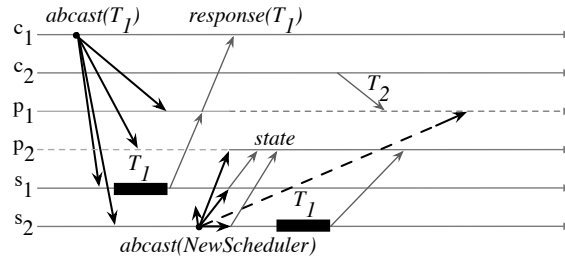 abcast(T1) response(T1)
c1
c2
T2
p1
p2 state
T1
s1
T1
s2
abcast(NewScheduler)